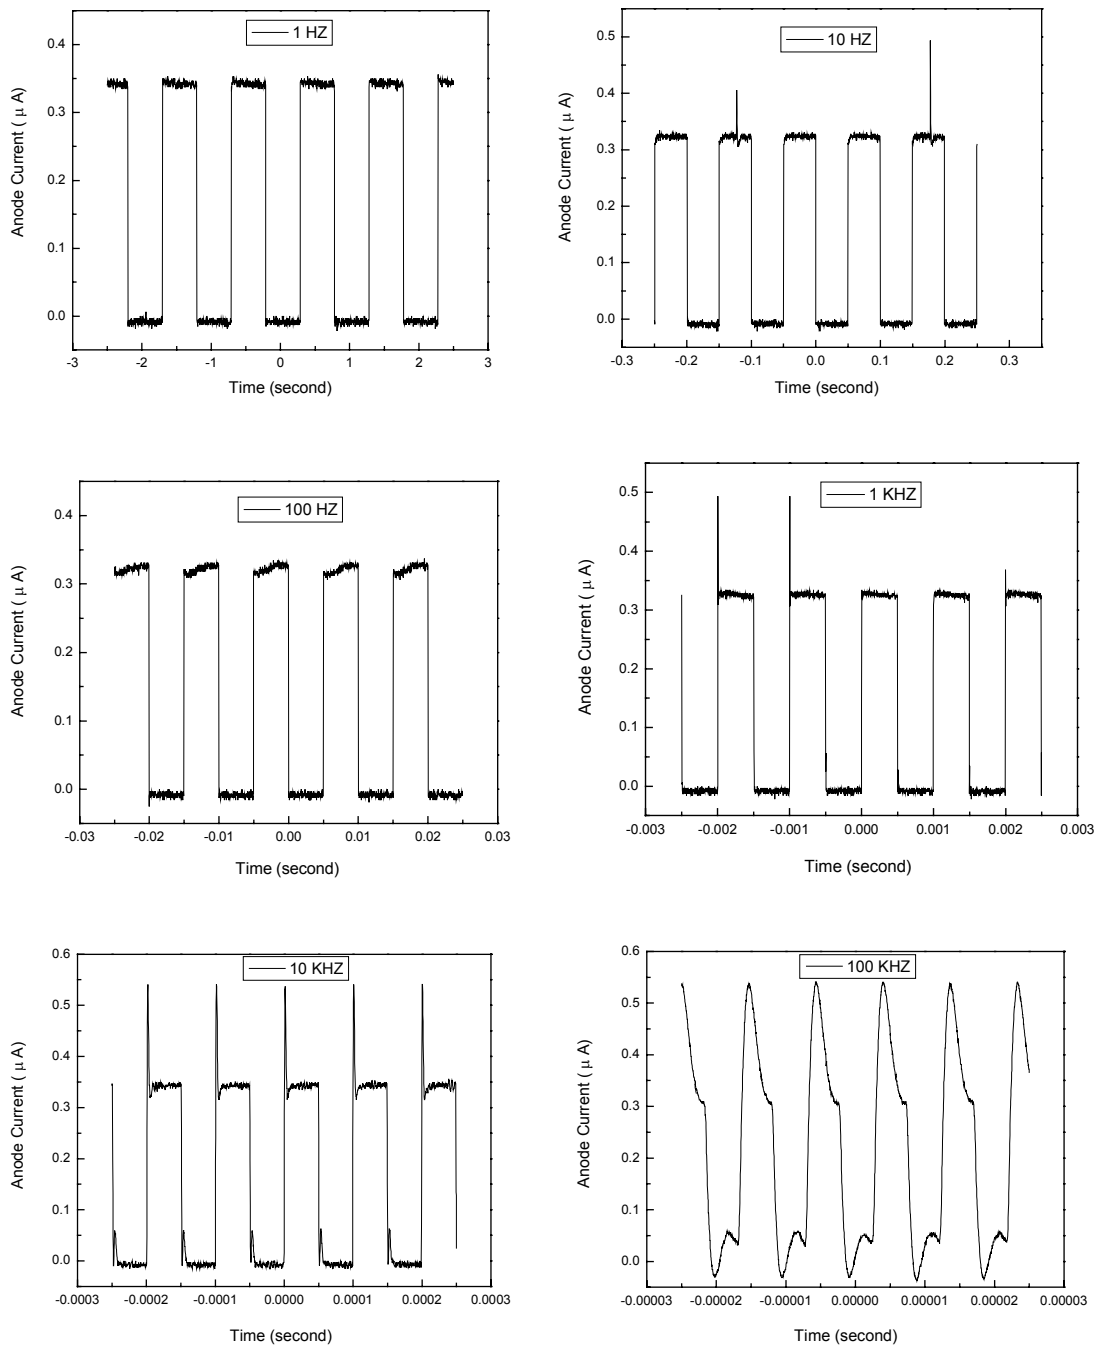 1 HZ
Anode Current ( μ A)
0.4
0.3
0.2
0.1
0.0
-3 -2 -1 0 1 2 3
Time (second)
10 HZ
Anode Current ( μ A)
0.5
0.4
0.3
0.2
0.1
0.0
-0.3 -0.2 -0.1 0.0 0.1 0.2 0.3
Time (second)
100 HZ
Anode Current ( μ A)
0.4
0.3
0.2
0.1
0.0
-0.03 -0.02 -0.01 0.00 0.01 0.02 0.03
Time (second)
1 KHZ
Anode Current ( μ A)
0.5
0.4
0.3
0.2
0.1
0.0
-0.003 -0.002 -0.001 0.000 0.001 0.002 0.003
Time (second)
10 KHZ
Anode Current ( μ A)
0.6
0.5
0.4
0.3
0.2
0.1
0.0
-0.0003 -0.0002 -0.0001 0.0000 0.0001 0.0002 0.0003
Time (second)
100 KHZ
Anode Current ( μ A)
0.6
0.5
0.4
0.3
0.2
0.1
0.0
-0.00003 -0.00002 -0.00001 0.00000 0.00001 0.00002 0.00003
Time (second)